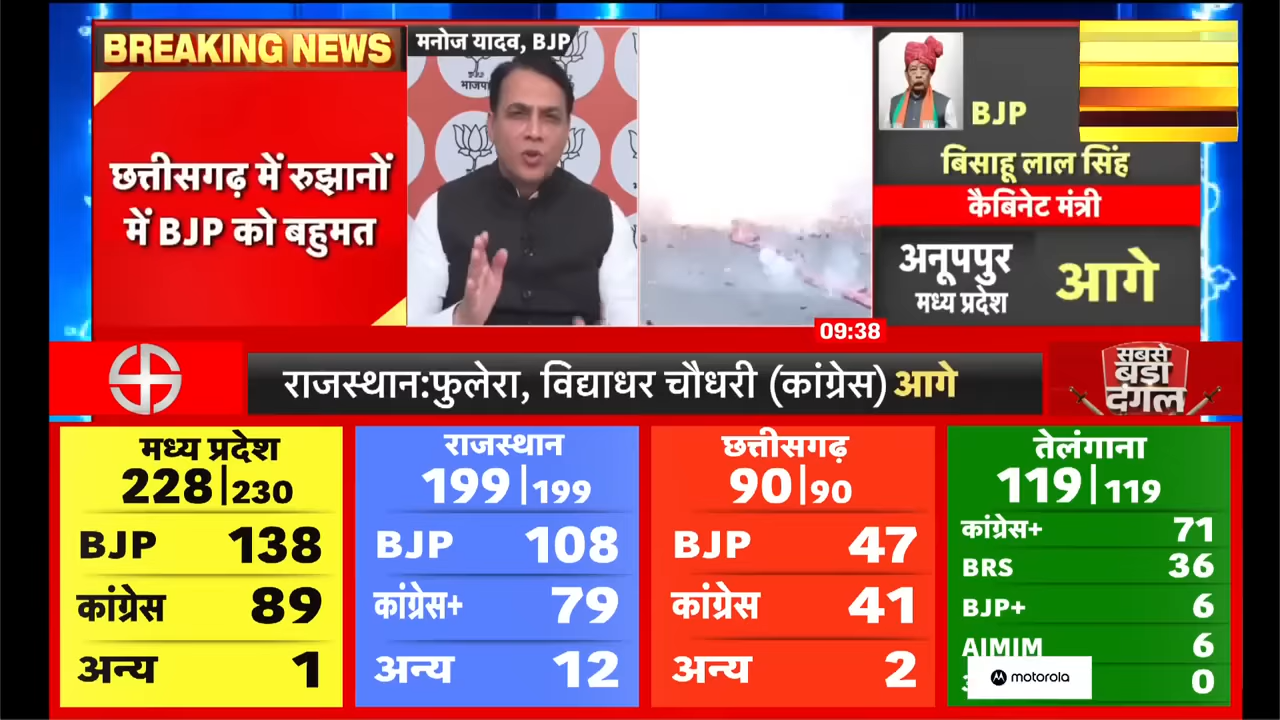 BREAKING NEWS
छत्तीसगढ़ में रुझानों
में BJP को बहुमत
मनोज यादव, BJP
BJP
बिसाहू लाल सिंह
कैबिनेट मंत्री
अनूपपुर
मध्य प्रदेश
आगे
09:38
राजस्थान:फुलेरा, विद्याधर चौधरी (कांग्रेस) आगे
सबसे
बड़ा
दंगल
मध्य प्रदेश
228|230
BJP 138
कांग्रेस 89
अन्य 1
राजस्थान
199|199
BJP 108
कांग्रेस+ 79
अन्य 12
छत्तीसगढ़
90|90
BJP 47
कांग्रेस 41
अन्य 2
तेलंगाना
119|119
कांग्रेस+ 71
BRS 36
BJP+ 6
AIMIM 6
0
motorola